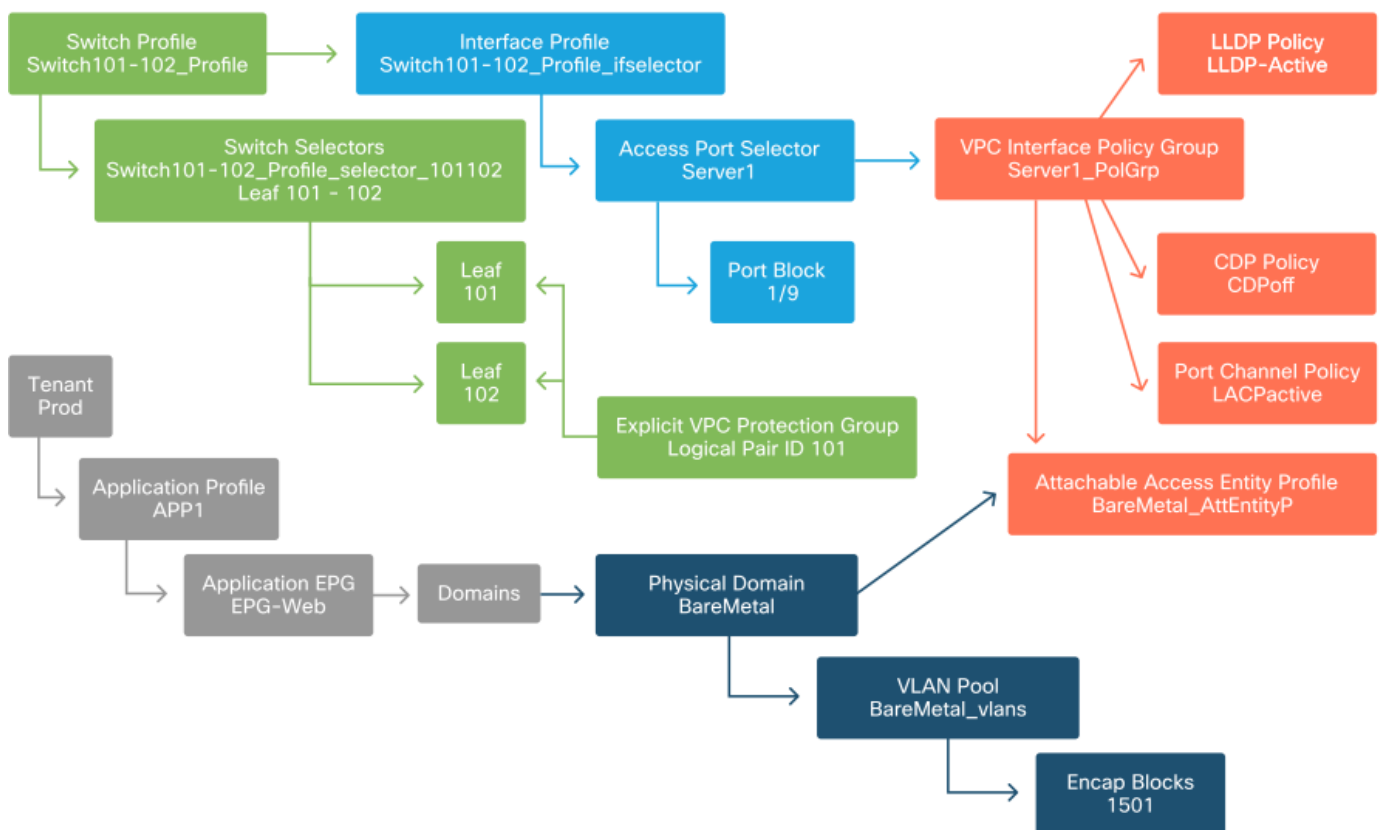 Switch Profile
Switch101-102_Profile
Interface Profile
Switch101-102_Profile_ifselector
LLDP Policy
LLDP-Active
Switch Selectors
Switch101-102_Profile_selector_101102
Leaf 101 - 102
Access Port Selector
Server1
VPC Interface Policy Group
Server1_PolGrp
Leaf
101
Port Block
1/9
CDP Policy
CDPoff
Leaf
102
Port Channel Policy
LACPactive
Tenant
Prod
Explicit VPC Protection Group
Logical Pair ID 101
Application Profile
APP1
Attachable Access Entity Profile
BareMetal_AttEntityP
Application EPG
EPG-Web
Domains
Physical Domain
BareMetal
VLAN Pool
BareMetal_vlans
Encap Blocks
1501